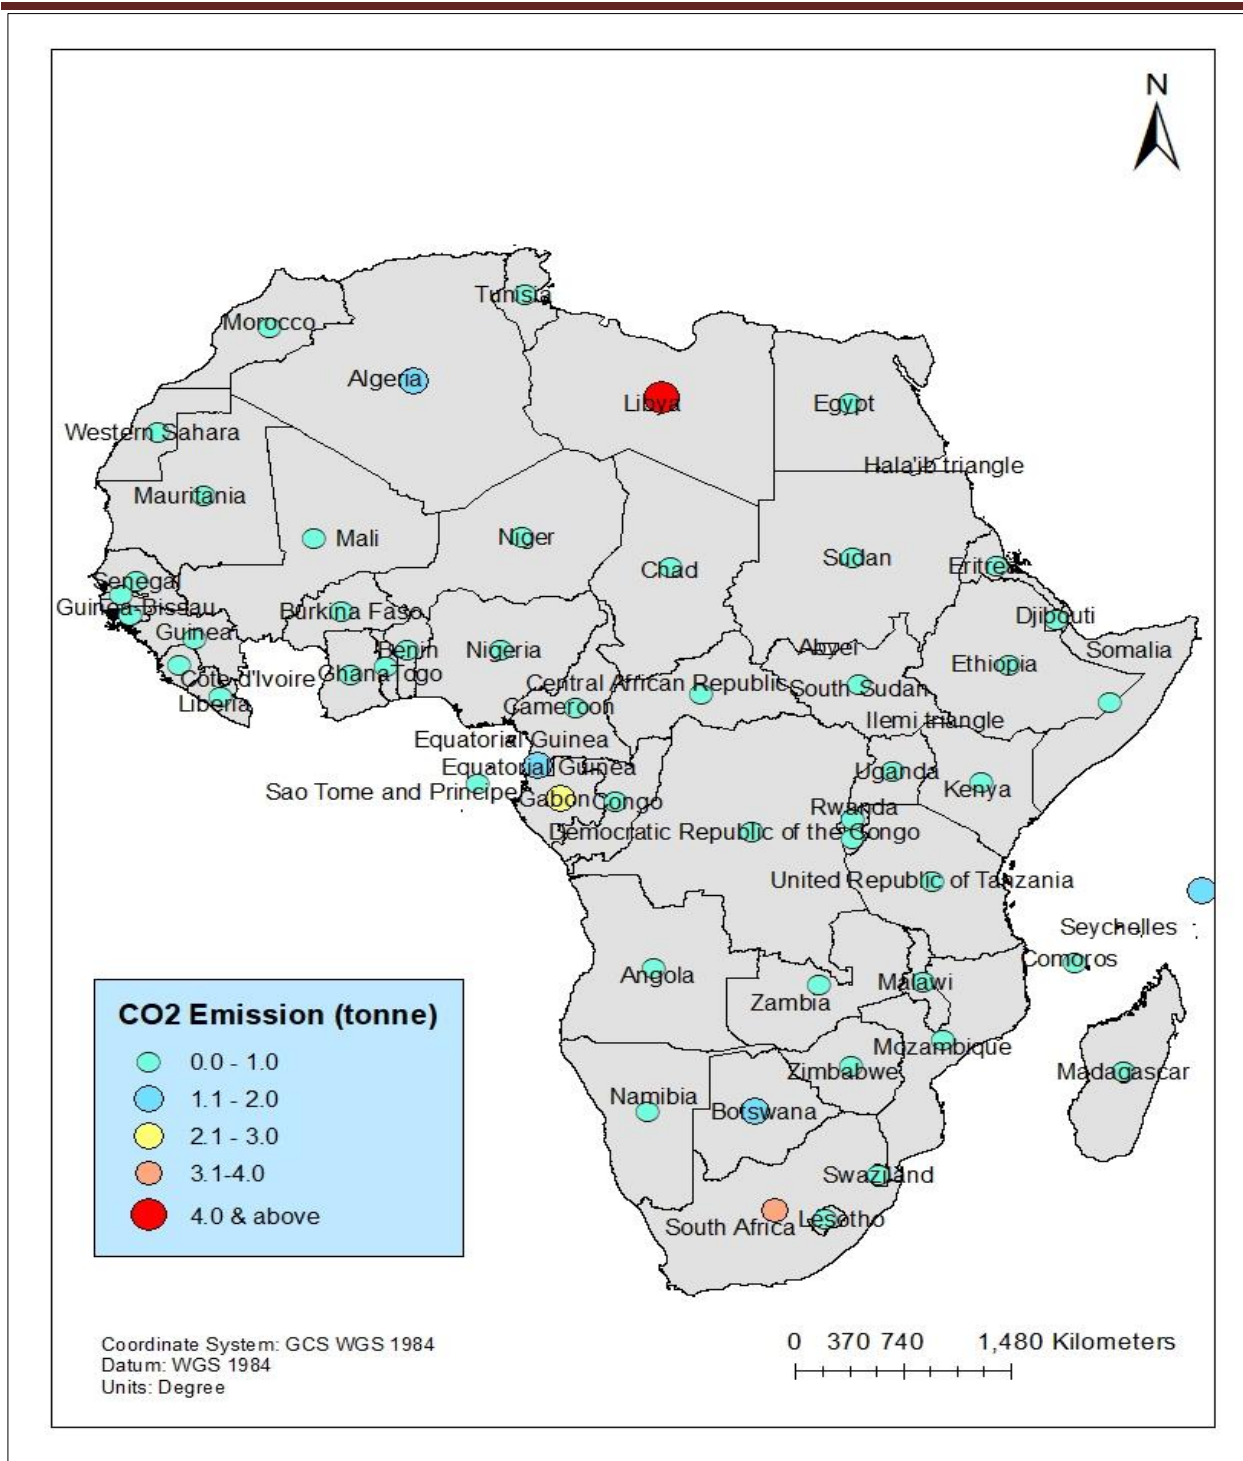 N
Tunisia
Morocco
Algeria
Libya
Egypt
Western Sahara
Hala'ib triangle
Mauritania
Mali
Niger
Chad
Sudan
Eritrea
Senegal
Guinea-Bissau
Burkina Faso
Djibouti
Guinea
Benin
Nigeria
Abyei
Ethiopia
Somalia
Côte d'Ivoire
Ghana
Togo
Central African Republic
South Sudan
Liberia
Cameroon
Ilemi triangle
Equatorial Guinea
Equatorial Guinea
Uganda
Kenya
Sao Tome and Principe
Gabon
Congo
Rwanda
Democratic Republic of the Congo
United Republic of Tanzania
Seychelles
Comoros
Angola
Malawi
Zambia
Mozambique
Zimbabwe
Madagascar
Namibia
Botswana
Swaziland
South Africa
Lesotho
CO2 Emission (tonne)
0.0 - 1.0
1.1 - 2.0
2.1 - 3.0
3.1-4.0
4.0 & above
Coordinate System: GCS WGS 1984
Datum: WGS 1984
Units: Degree
0 370 740 1,480 Kilometers